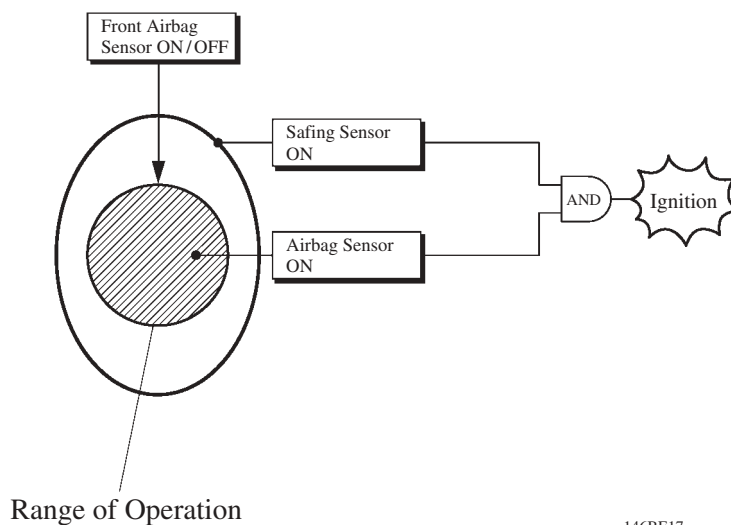 Front Airbag
Sensor ON/OFF
Safing Sensor
ON
AND
Ignition
Airbag Sensor
ON
Range of Operation